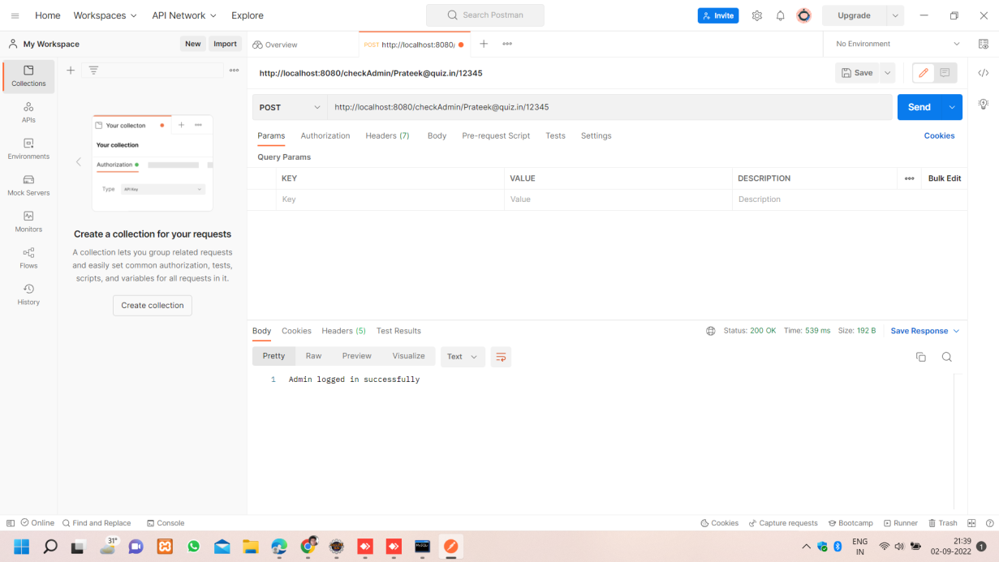 Home Workspaces API Network Explore Search Postman Invite Upgrade
My Workspace New Import Overview POST http://localhost:8080/ No Environment
http://localhost:8080/checkAdmin/Prateek@quiz.in/12345 Save
POST http://localhost:8080/checkAdmin/Prateek@quiz.in/12345 Send
Params Authorization Headers (7) Body Pre-request Script Tests Settings Cookies
Query Params
KEY VALUE DESCRIPTION Bulk Edit
Key Value Description
Collections
APIs
Environments
Mock Servers
Monitors
Flows
History
Your collecton
Your collection
Authorization
Type API Key
Create a collection for your requests
A collection lets you group related requests
and easily set common authorization, tests,
scripts, and variables for all requests in it.
Create collection
Body Cookies Headers (5) Test Results Status: 200 OK Time: 539 ms Size: 192 B Save Response
Pretty Raw Preview Visualize Text
1 Admin logged in successfully
Online Find and Replace Console Cookies Capture requests Bootcamp Runner Trash
31°
MySQL
ENG
IN
21:39
02-09-2022
1